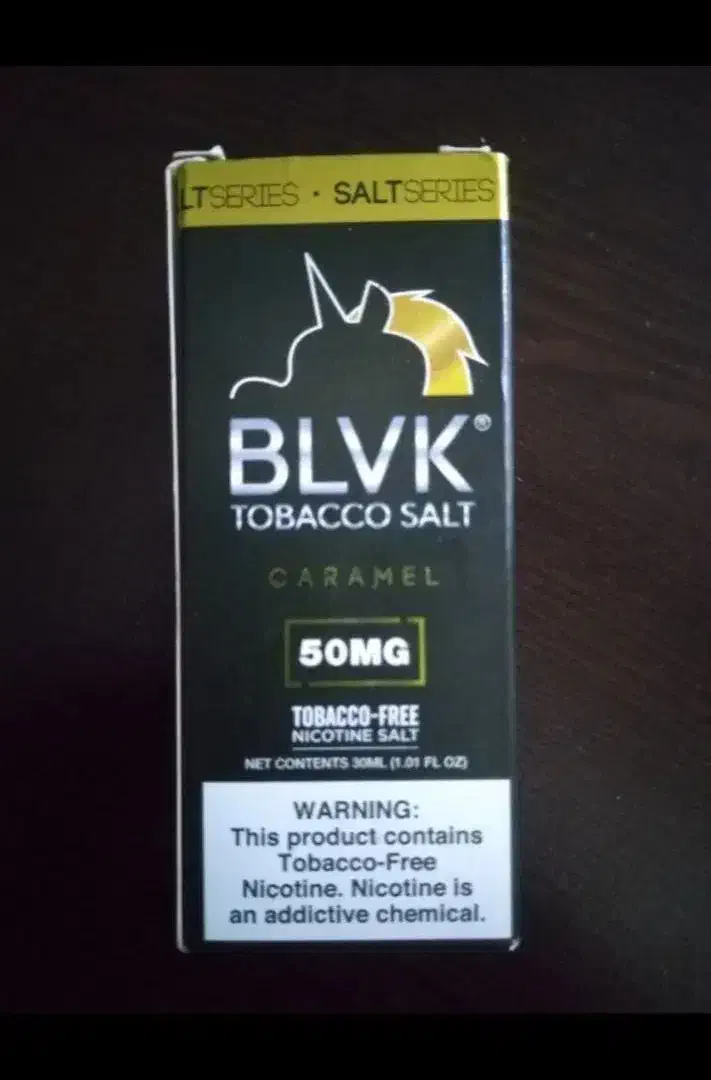 LTSERIES · SALTSERIES
BLVK®
TOBACCO SALT
CARAMEL
50MG
TOBACCO-FREE
NICOTINE SALT
NET CONTENTS 30ML (1.01 FL OZ)
WARNING:
This product contains
Tobacco-Free
Nicotine. Nicotine is
an addictive chemical.